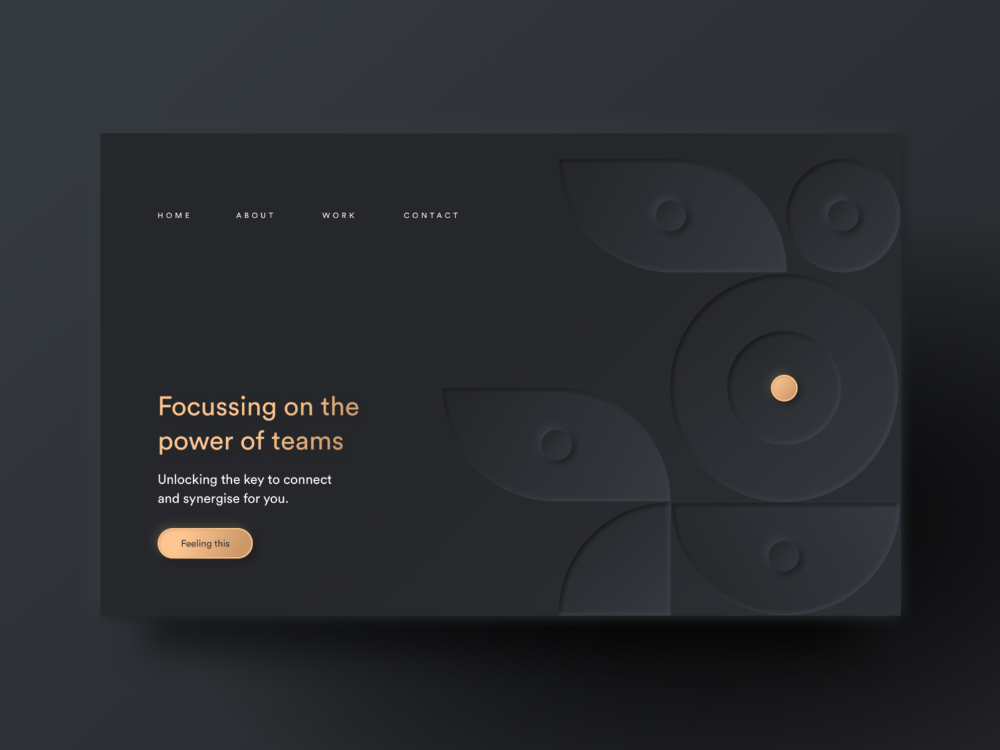 HOME ABOUT WORK CONTACT
Focussing on the
power of teams
Unlocking the key to connect
and synergise for you.
Feeling this